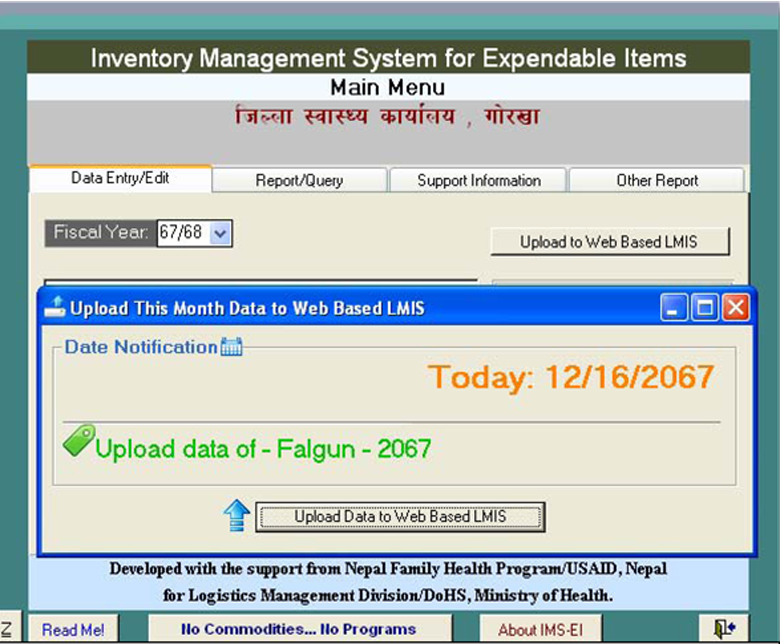 Inventory Management System for Expendable Items
Main Menu
जिल्ला स्वास्थ्य कार्यालय , गोरखा
Data Entry/Edit Report/Query Support Information Other Report
Fiscal Year: 67/68 Upload to Web Based LMIS
Upload This Month Data to Web Based LMIS
Date Notification
Today: 12/16/2067
Upload data of - Falgun - 2067
Upload Data to Web Based LMIS
Developed with the support from Nepal Family Health Program/USAID, Nepal
for Logistics Management Division/DoHS, Ministry of Health.
Z Read Me! No Commodities... No Programs About IMS-EI